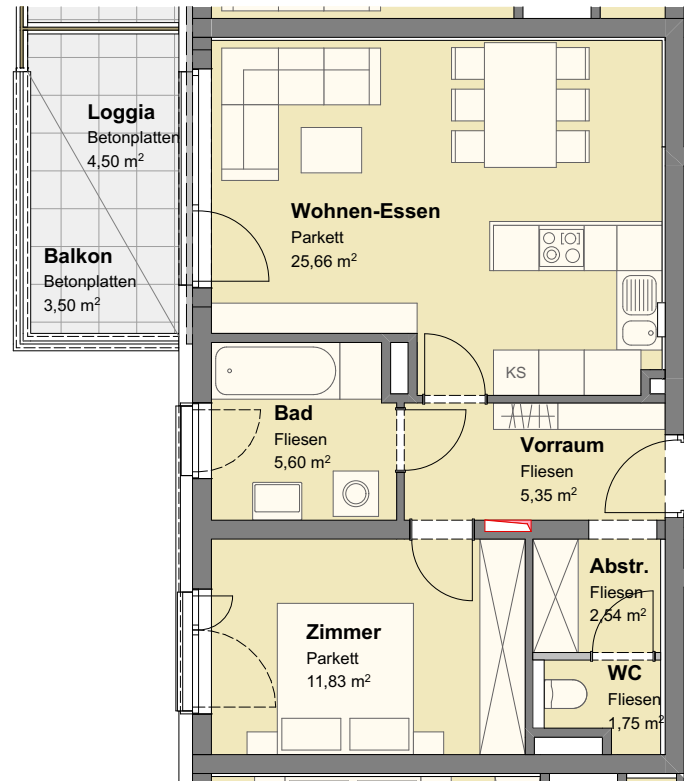 Loggia
Betonplatten
4,50 m²
Balkon
Betonplatten
3,50 m²
Wohnen-Essen
Parkett
25,66 m²
KS
Bad
Fliesen
5,60 m²
Vorraum
Fliesen
5,35 m²
Abstr.
Fliesen
2,54 m²
Zimmer
Parkett
11,83 m²
WC
Fliesen
1,75 m²